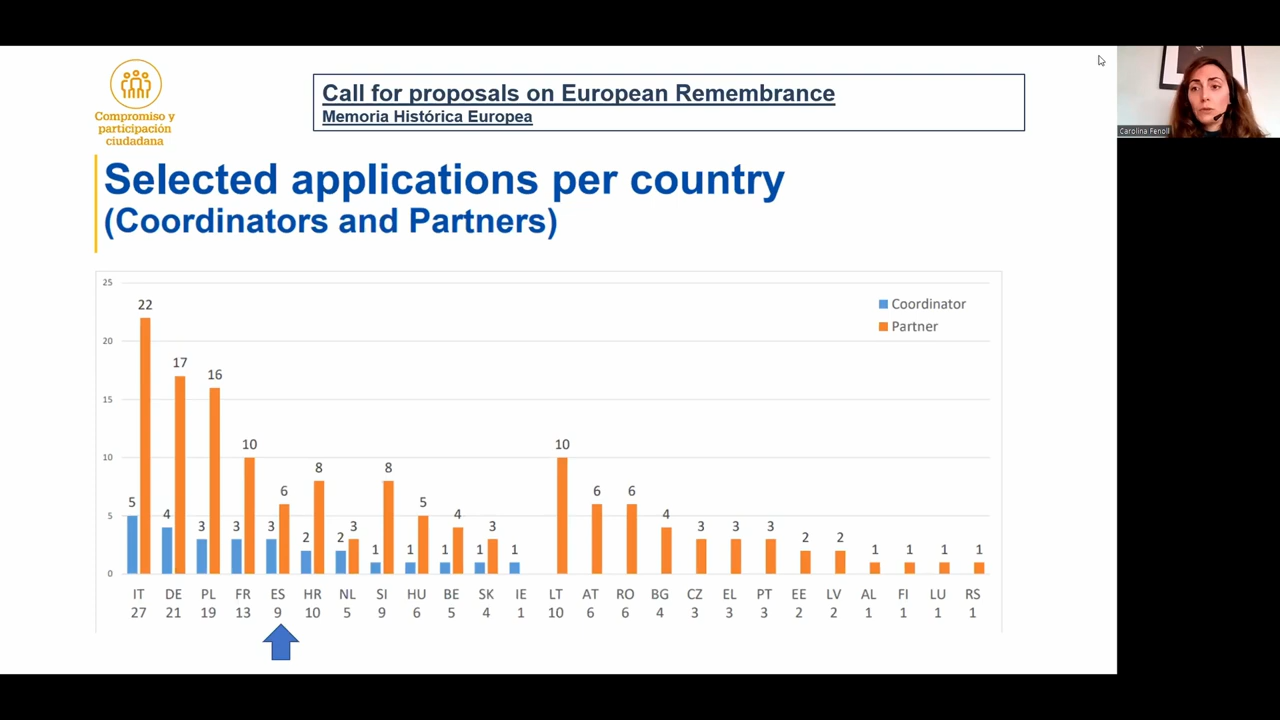 Compromiso y
participación
ciudadana
Call for proposals on European Remembrance
Memoria Histórica Europea
Carolina Fenoll
Selected applications per country
(Coordinators and Partners)
25
20
15
10
5
0
Coordinator
Partner
5 22
4 17
3 16
3 10
3 6
2 8
2 3
1 8
1 5
1 4
1 3
1
10
6
6
4
3
3
3
2
2
1
1
1
1
IT DE PL FR ES HR NL SI HU BE SK IE LT AT RO BG CZ EL PT EE LV AL FI LU RS
27 21 19 13 9 10 5 9 6 5 4 1 10 6 6 4 3 3 3 2 2 1 1 1 1